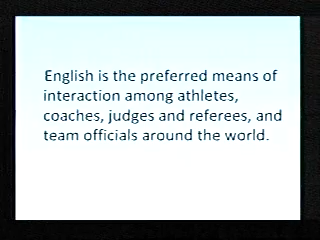 English is the preferred means of
interaction among athletes,
coaches, judges and referees, and
team officials around the world.